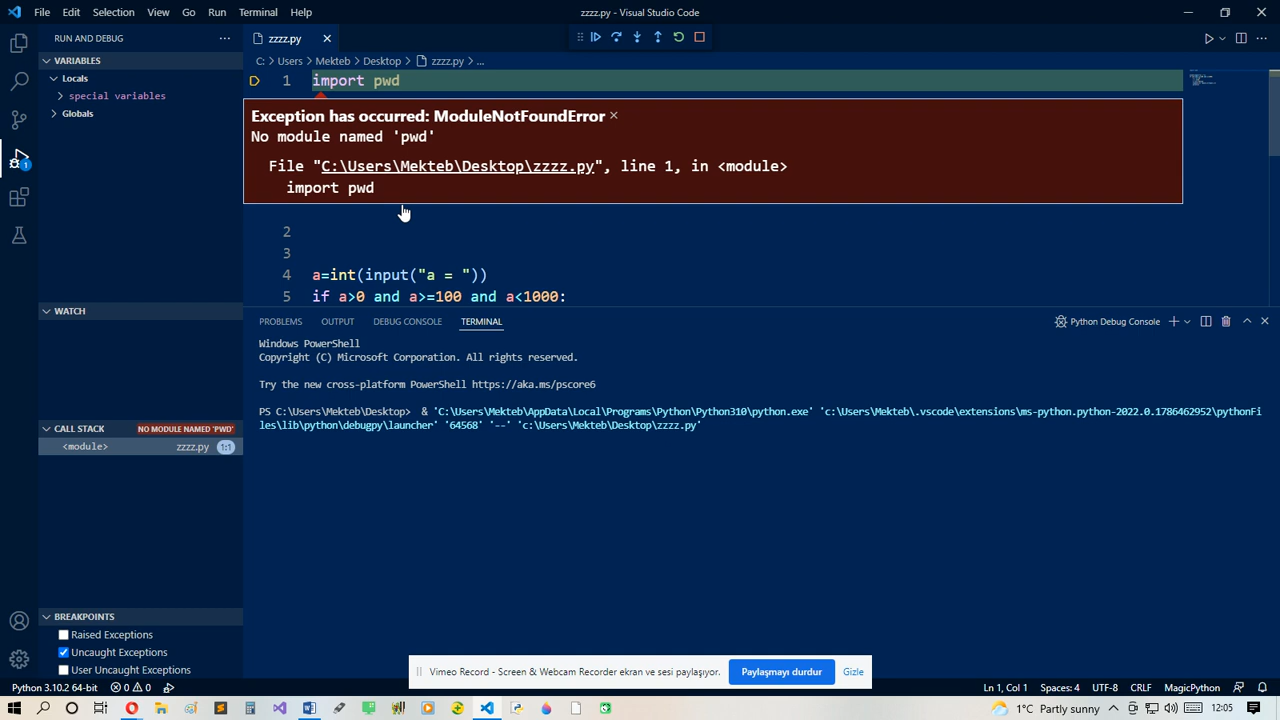 File Edit Selection View Go Run Terminal Help
zzzz.py - Visual Studio Code
RUN AND DEBUG
VARIABLES
Locals
special variables
Globals
WATCH
CALL STACK NO MODULE NAMED 'PWD'
<module> zzzz.py 1:1
BREAKPOINTS
Raised Exceptions
Uncaught Exceptions
User Uncaught Exceptions
zzzz.py
C: > Users > Mekteb > Desktop > zzzz.py > ...
1 import pwd
Exception has occurred: ModuleNotFoundError
No module named 'pwd'
File "C:\Users\Mekteb\Desktop\zzzz.py", line 1, in <module>
import pwd
2
3
4 a=int(input("a = "))
5 if a>0 and a>=100 and a<1000:
PROBLEMS OUTPUT DEBUG CONSOLE TERMINAL
Python Debug Console
Windows PowerShell
Copyright (C) Microsoft Corporation. All rights reserved.
Try the new cross-platform PowerShell https://aka.ms/pscore6
PS C:\Users\Mekteb\Desktop>  & 'C:\Users\Mekteb\AppData\Local\Programs\Python\Python310\python.exe' 'c:\Users\Mekteb\.vscode\extensions\ms-python.python-2022.0.1786462952\pythonFi
les\lib\python\debugpy\launcher' '64568' '--' 'c:\Users\Mekteb\Desktop\zzzz.py'
Vimeo Record - Screen & Webcam Recorder ekran ve sesi paylaşıyor. Paylaşmayı durdur Gizle
Python 3.10.2 64-bit 0 0
Ln 1, Col 1 Spaces: 4 UTF-8 CRLF MagicPython
1°C Partly sunny 12:05